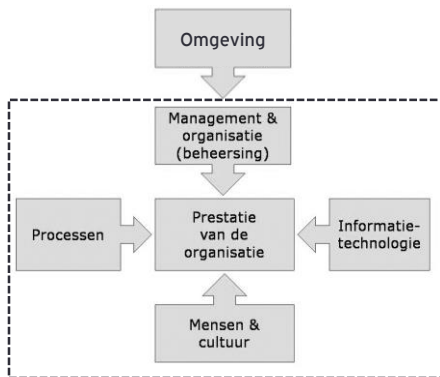 Omgeving
Management &
organisatie
(beheersing)
Processen
Prestatie
van de
organisatie
Informatie-
technologie
Mensen &
cultuur